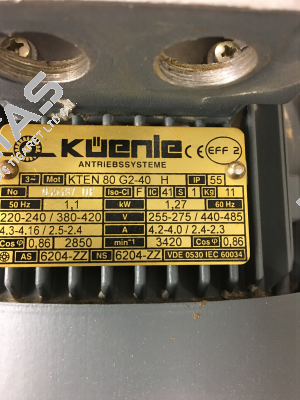 KÜENLE CE EFF 2
ANTRIEBSSYSTEME
3~ Mot KTEN 80 G2-40 H IP 55
No Iso-Cl F IC 41 S 1 Kg 11
50 Hz 1,1 kW 1,27 60 Hz
220-240 / 380-420 V 255-275 / 440-485
4.3-4.16 / 2.5-2.4 A 4.2-4.0 / 2.4-2.3
Cos φ 0,86 2850 min⁻¹ 3420 Cos φ 0,86
AS 6204-ZZ NS 6204-ZZ VDE 0530 IEC 60034